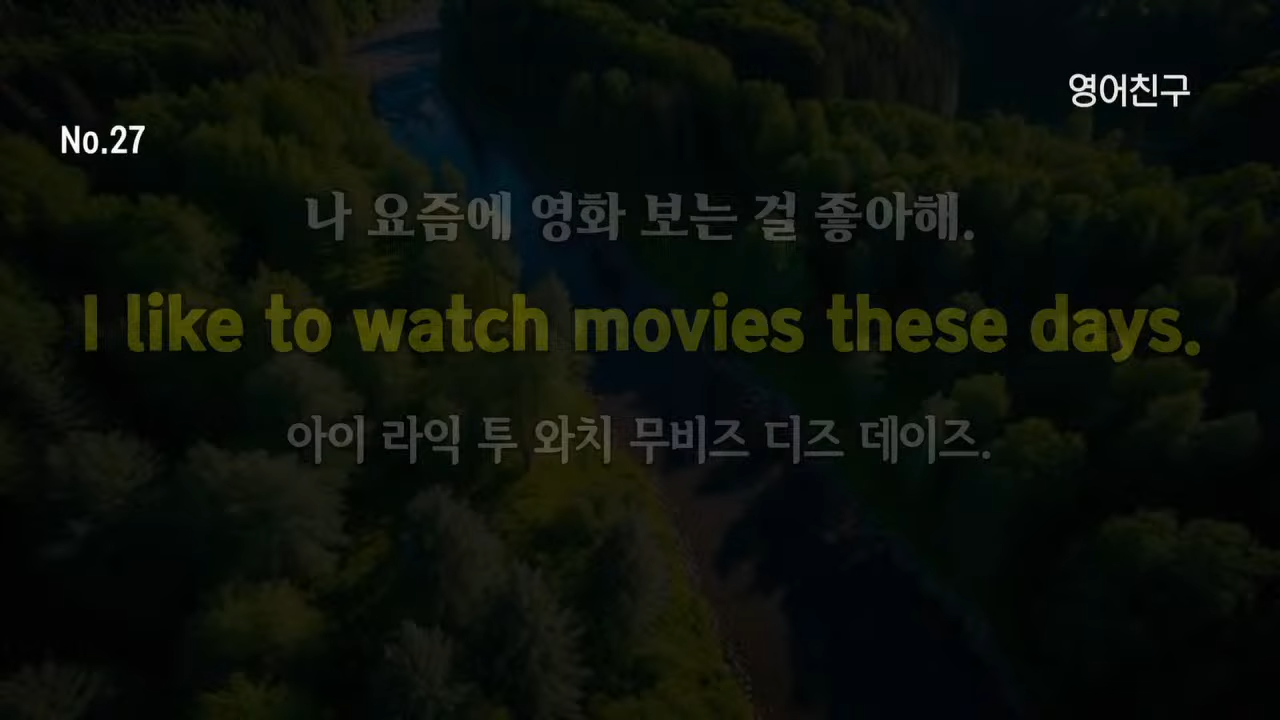 영어친구
No.27
나 요즘에 영화 보는 걸 좋아해.
I like to watch movies these days.
아이 라익 투 와치 무비즈 디즈 데이즈.